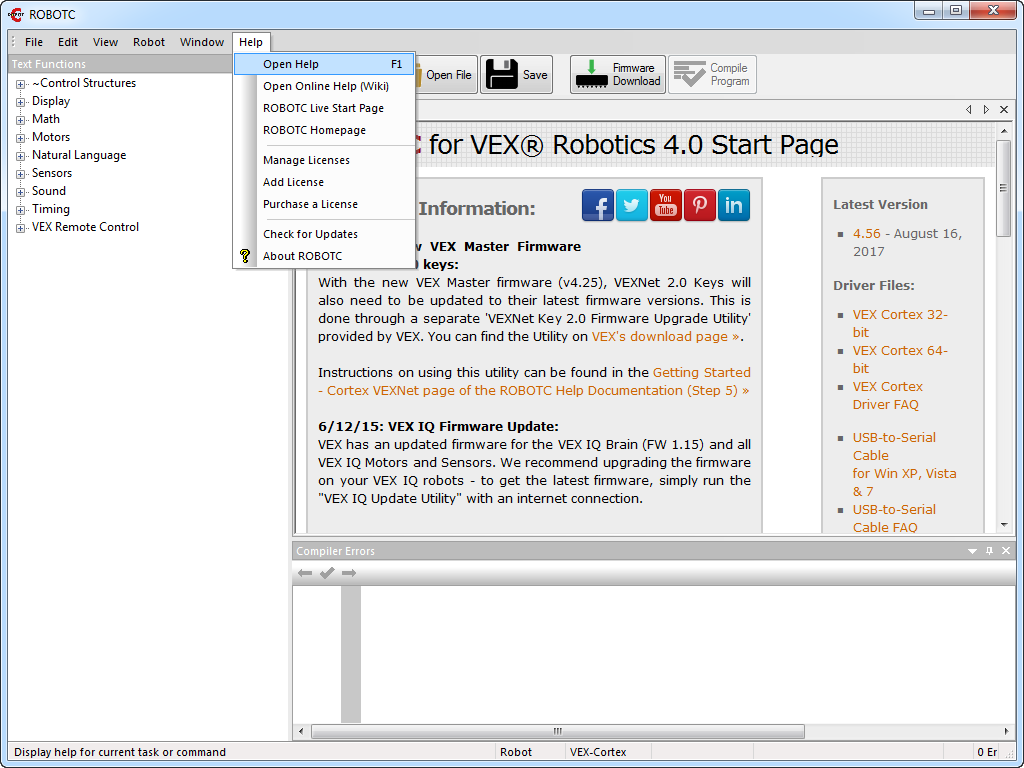 ROBOTC
File Edit View Robot Window Help
Text Functions
~Control Structures
Display
Math
Motors
Natural Language
Sensors
Sound
Timing
VEX Remote Control
Open Help F1
Open Online Help (Wiki)
ROBOTC Live Start Page
ROBOTC Homepage
Manage Licenses
Add License
Purchase a License
Check for Updates
About ROBOTC
Open File
Save
Firmware
Download
Compile
Program
for VEX® Robotics 4.0 Start Page
Information:
VEX Master Firmware
keys:
With the new VEX Master firmware (v4.25), VEXNet 2.0 Keys will
also need to be updated to their latest firmware versions. This is
done through a separate 'VEXNet Key 2.0 Firmware Upgrade Utility'
provided by VEX. You can find the Utility on VEX's download page ».
Instructions on using this utility can be found in the Getting Started
- Cortex VEXNet page of the ROBOTC Help Documentation (Step 5) »
6/12/15: VEX IQ Firmware Update:
VEX has an updated firmware for the VEX IQ Brain (FW 1.15) and all
VEX IQ Motors and Sensors. We recommend upgrading the firmware
on your VEX IQ robots - to get the latest firmware, simply run the
"VEX IQ Update Utility" with an internet connection.
You
Tube
in
Latest Version
4.56 - August 16,
2017
Driver Files:
VEX Cortex 32-
bit
VEX Cortex 64-
bit
VEX Cortex
Driver FAQ
USB-to-Serial
Cable
for Win XP, Vista
& 7
USB-to-Serial
Cable FAQ
Compiler Errors
Display help for current task or command
Robot
VEX-Cortex
0 Er